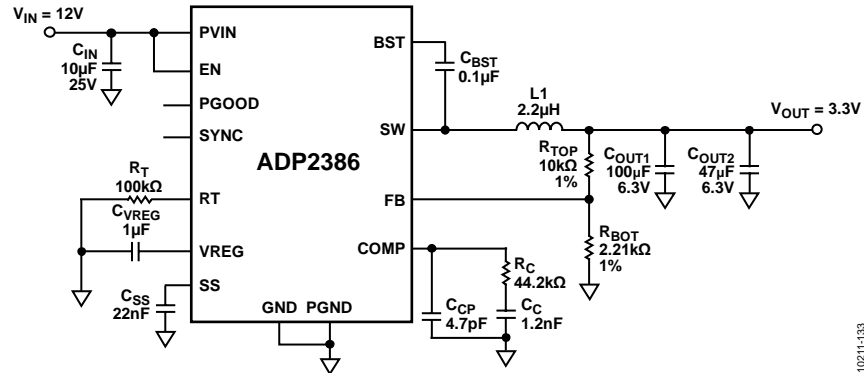 VIN = 12V
CIN
10µF
25V
PVIN
EN
PGOOD
SYNC
RT
100kΩ
RT
CVREG
1µF
VREG
SS
CSS
22nF
ADP2386
GND PGND
BST
SW
FB
COMP
CBST
0.1µF
L1
2.2µH
VOUT = 3.3V
RTOP
10kΩ
1%
COUT1
100µF
6.3V
COUT2
47µF
6.3V
RBOT
2.21kΩ
1%
RC
44.2kΩ
CCP
4.7pF
CC
1.2nF
10211-133